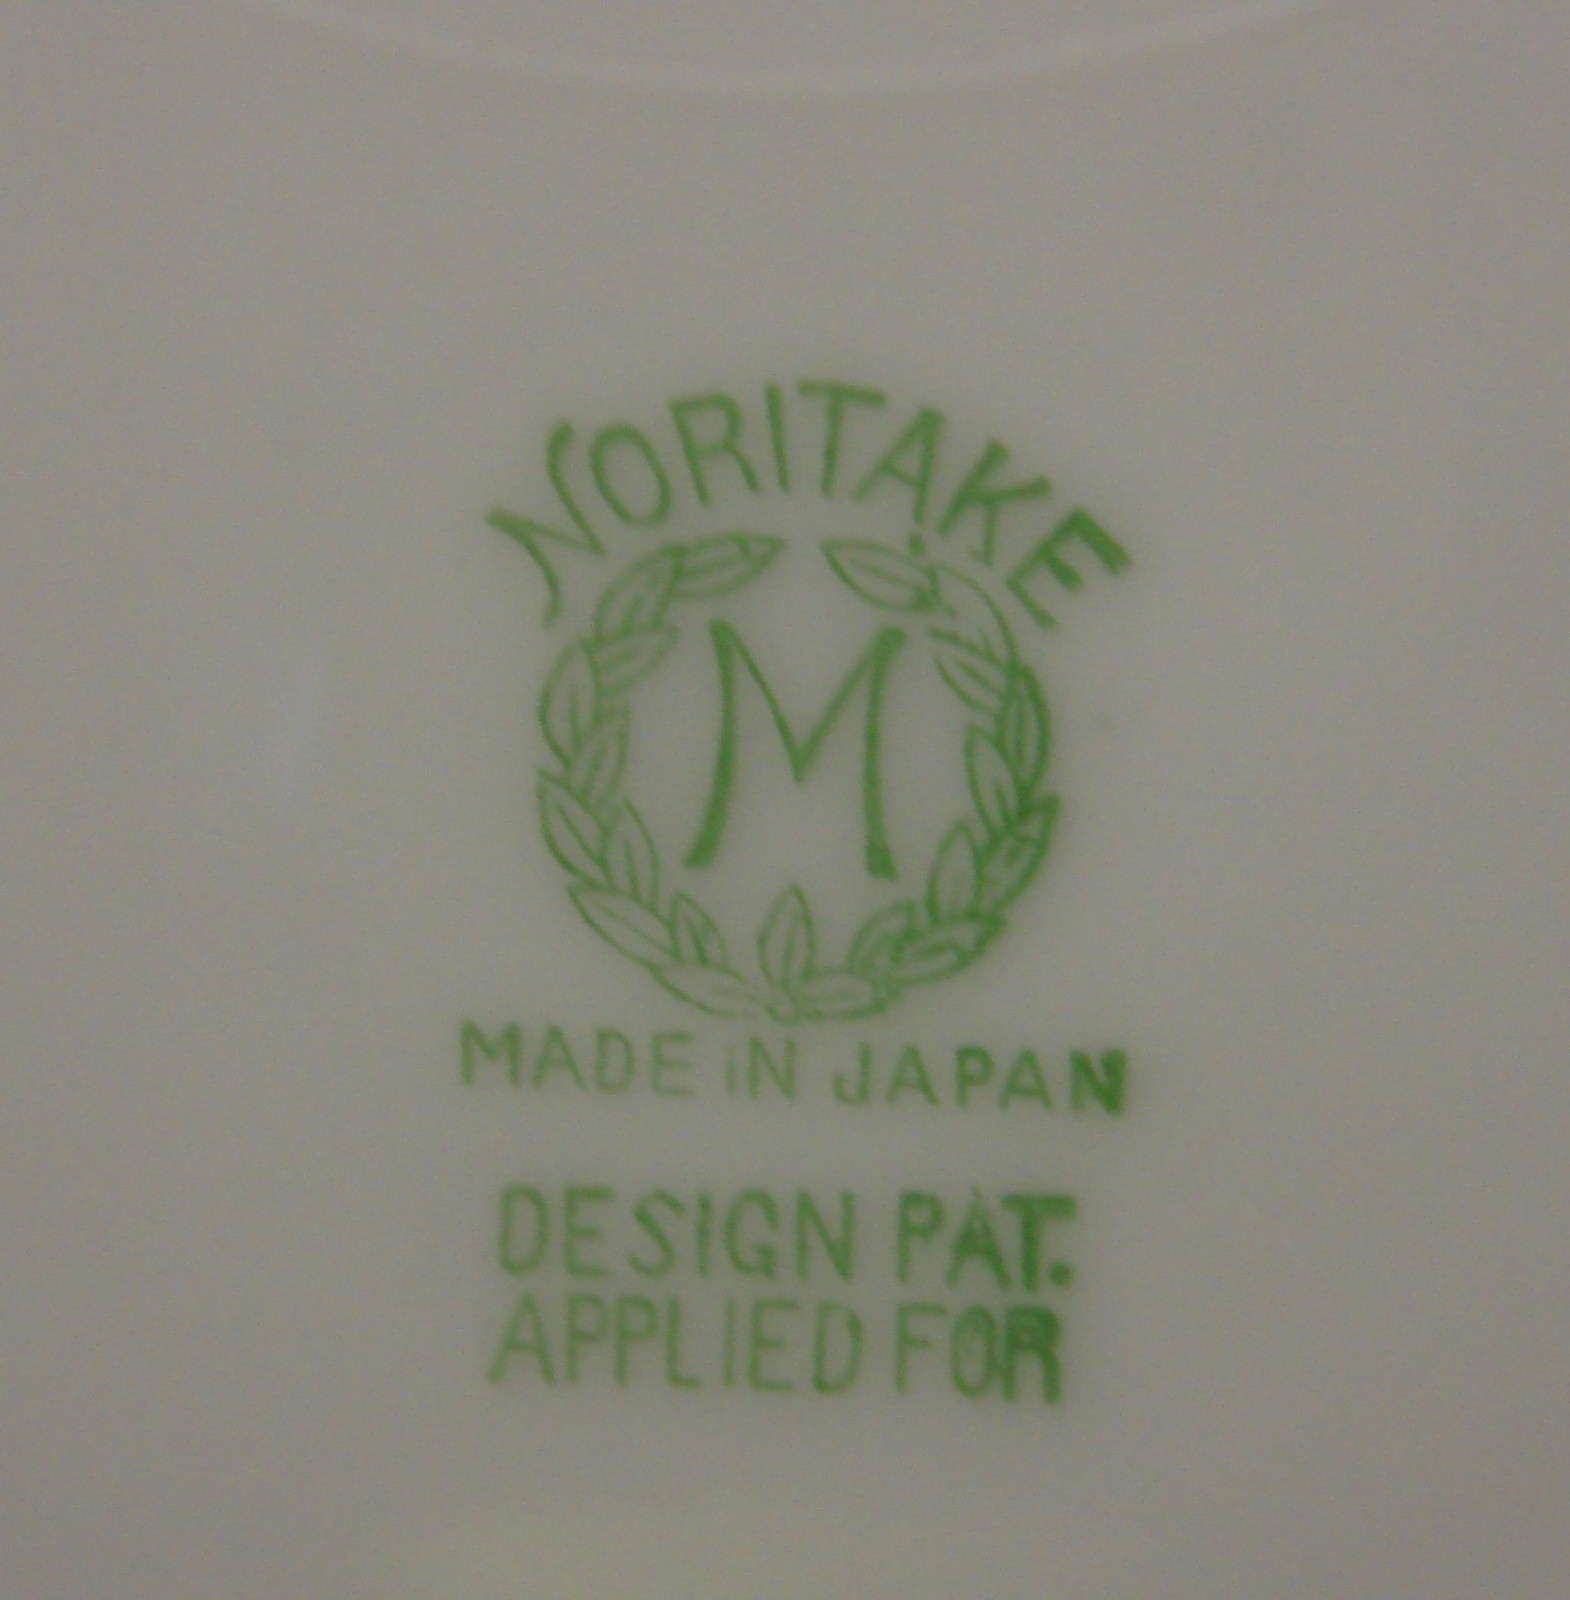 NORITAKE
M
MADE IN JAPAN
DESIGN PAT.
APPLIED FOR